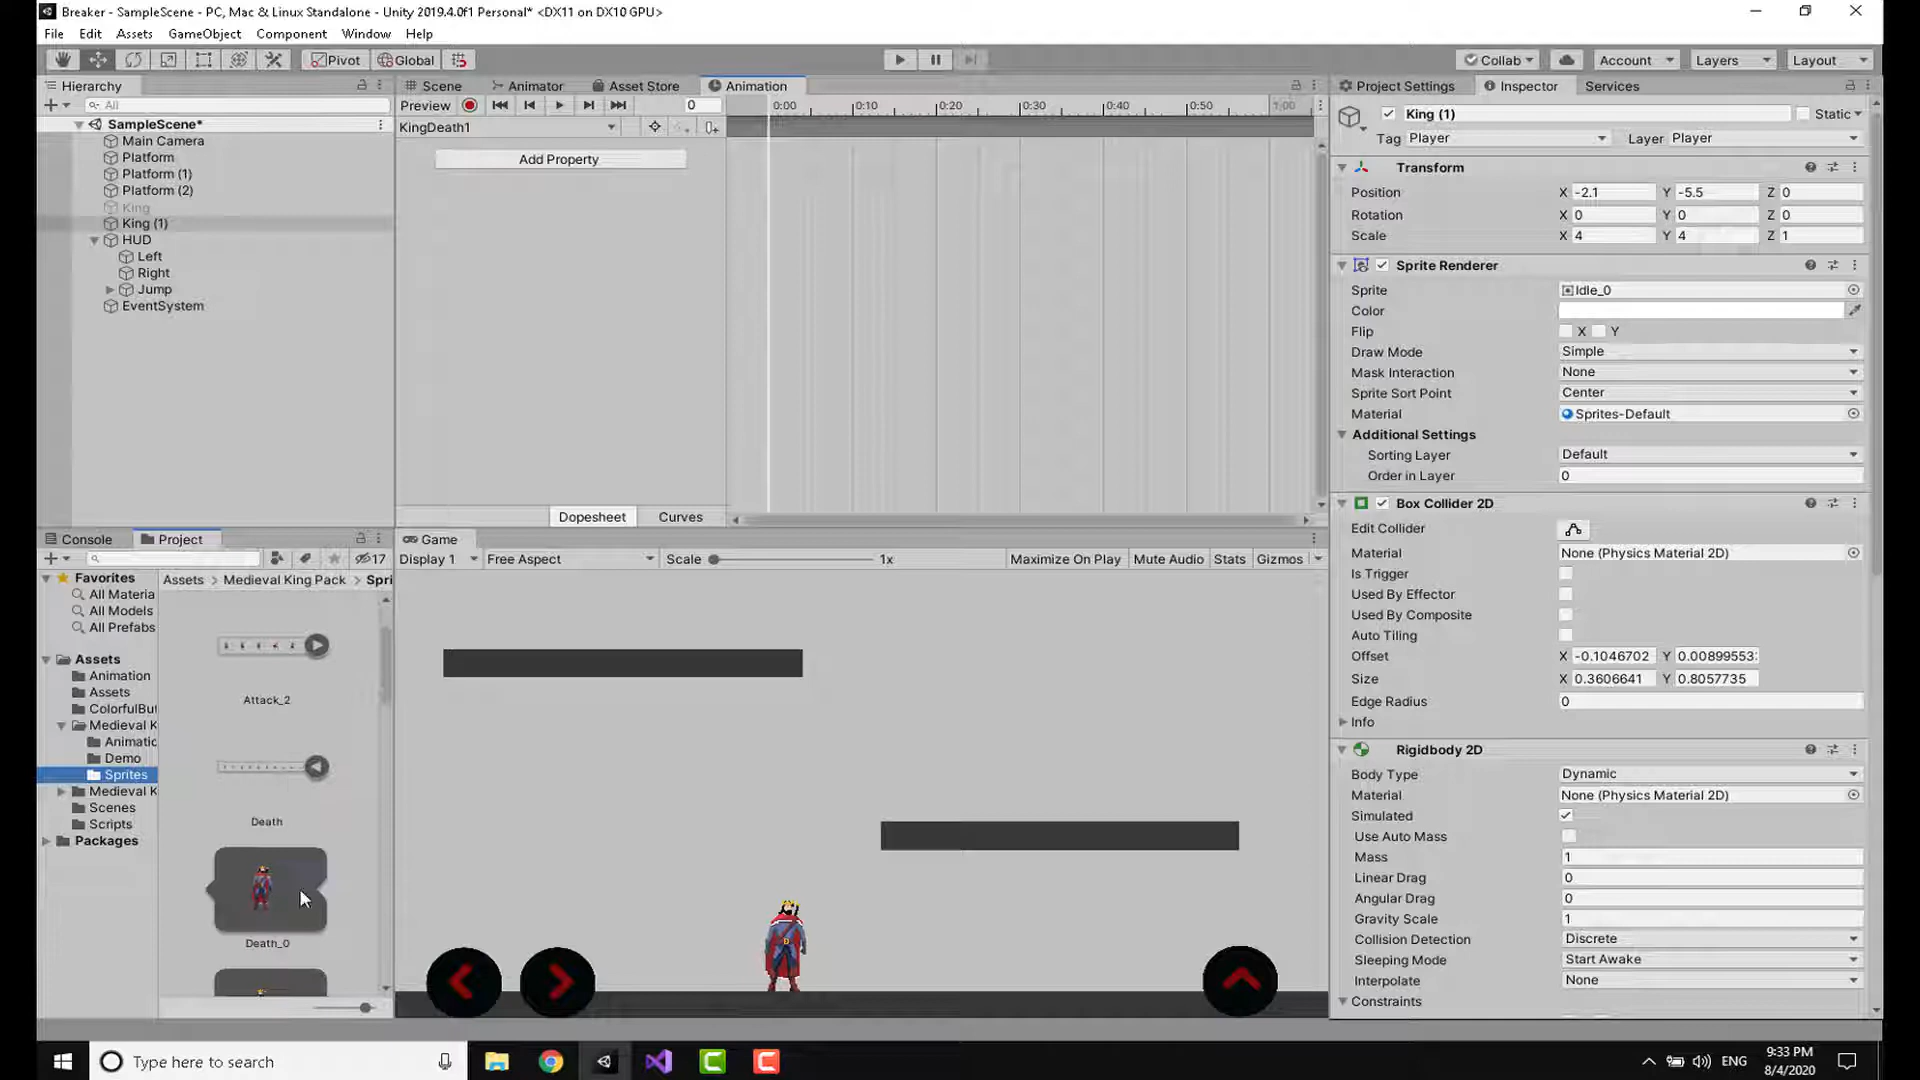 Breaker - SampleScene - PC, Mac & Linux Standalone - Unity 2019.4.0f1 Personal* <DX11 on DX10 GPU>
File Edit Assets GameObject Component Window Help
Pivot Global Collab Account Layers Layout
Hierarchy Scene Animator Asset Store Animation Project Settings Inspector Services
All
SampleScene*
Main Camera
Platform
Platform (1)
Platform (2)
King
King (1)
HUD
Left
Right
Jump
EventSystem
Preview 0 0:00 0:10 0:20 0:30 0:40 0:50 1:00
KingDeath1
Add Property
Dopesheet Curves
King (1) Static
Tag Player Layer Player
Transform
Position X -2.1 Y -5.5 Z 0
Rotation X 0 Y 0 Z 0
Scale X 4 Y 4 Z 1
Sprite Renderer
Sprite Idle_0
Color
Flip X Y
Draw Mode Simple
Mask Interaction None
Sprite Sort Point Center
Material Sprites-Default
Additional Settings
Sorting Layer Default
Order in Layer 0
Box Collider 2D
Edit Collider
Material None (Physics Material 2D)
Is Trigger
Used By Effector
Used By Composite
Auto Tiling
Offset X -0.1046702 Y 0.00899553
Size X 0.3606641 Y 0.8057735
Edge Radius 0
Info
Rigidbody 2D
Body Type Dynamic
Material None (Physics Material 2D)
Simulated
Use Auto Mass
Mass 1
Linear Drag 0
Angular Drag 0
Gravity Scale 1
Collision Detection Discrete
Sleeping Mode Start Awake
Interpolate None
Constraints
Console Project
17
Favorites
All Materia
All Models
All Prefabs
Assets
Animation
Assets
ColorfulBut
Medieval K
Animatic
Demo
Sprites
Medieval K
Scenes
Scripts
Packages
Assets > Medieval King Pack > Spri
Attack_2
Death
Death_0
Game
Display 1 Free Aspect Scale 1x Maximize On Play Mute Audio Stats Gizmos
Type here to search
ENG
9:33 PM
8/4/2020